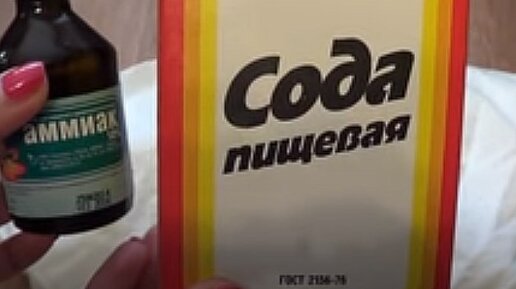 аммиак
Сода
пищевая
ГОСТ 2156-76